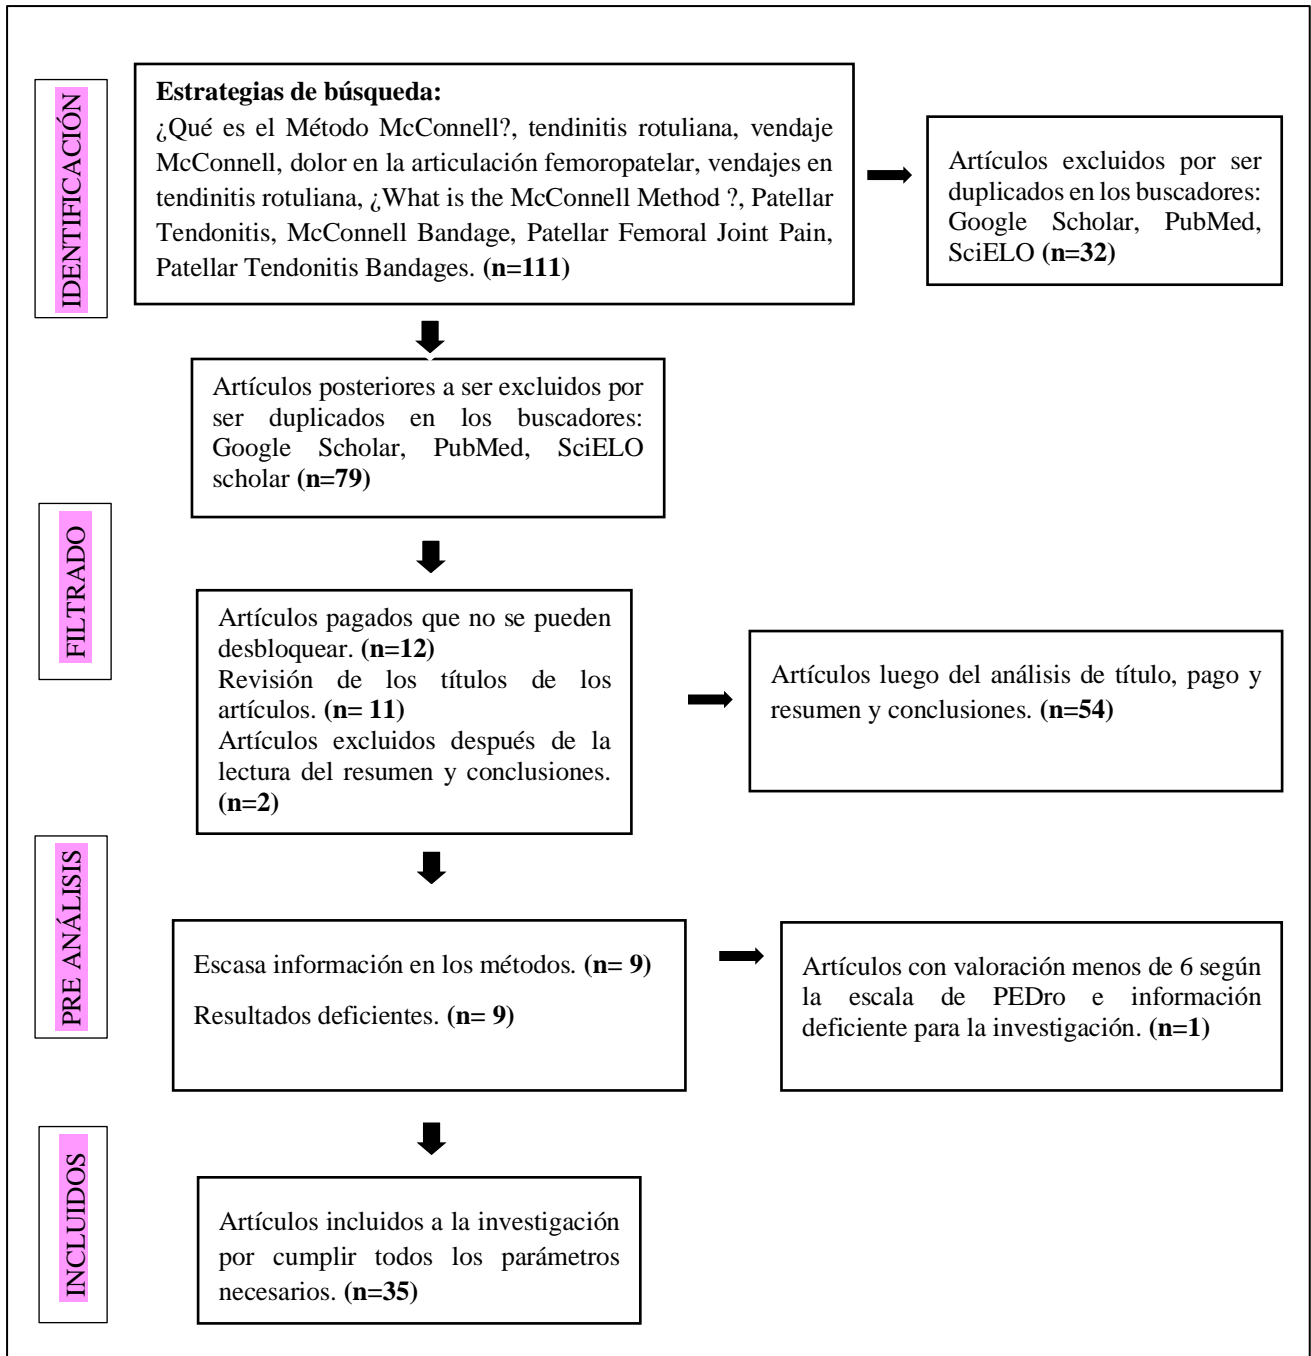 IDENTIFICACIÓN
Estrategias de búsqueda:
¿Qué es el Método McConnell?, tendinitis rotuliana, vendaje
McConnell, dolor en la articulación femoropatelar, vendajes en
tendinitis rotuliana, ¿What is the McConnell Method ?, Patellar
Tendonitis, McConnell Bandage, Patellar Femoral Joint Pain,
Patellar Tendonitis Bandages. (n=111)
Artículos excluidos por ser
duplicados en los buscadores:
Google Scholar, PubMed,
SciELO (n=32)
Artículos posteriores a ser excluidos por
ser duplicados en los buscadores:
Google Scholar, PubMed, SciELO
scholar (n=79)
FILTRADO
Artículos pagados que no se pueden
desbloquear. (n=12)
Revisión de los títulos de los
artículos. (n= 11)
Artículos excluidos después de la
lectura del resumen y conclusiones.
(n=2)
Artículos luego del análisis de título, pago y
resumen y conclusiones. (n=54)
PRE ANÁLISIS
Escasa información en los métodos. (n= 9)
Resultados deficientes. (n= 9)
Artículos con valoración menos de 6 según
la escala de PEDro e información
deficiente para la investigación. (n=1)
INCLUIDOS
Artículos incluidos a la investigación
por cumplir todos los parámetros
necesarios. (n=35)